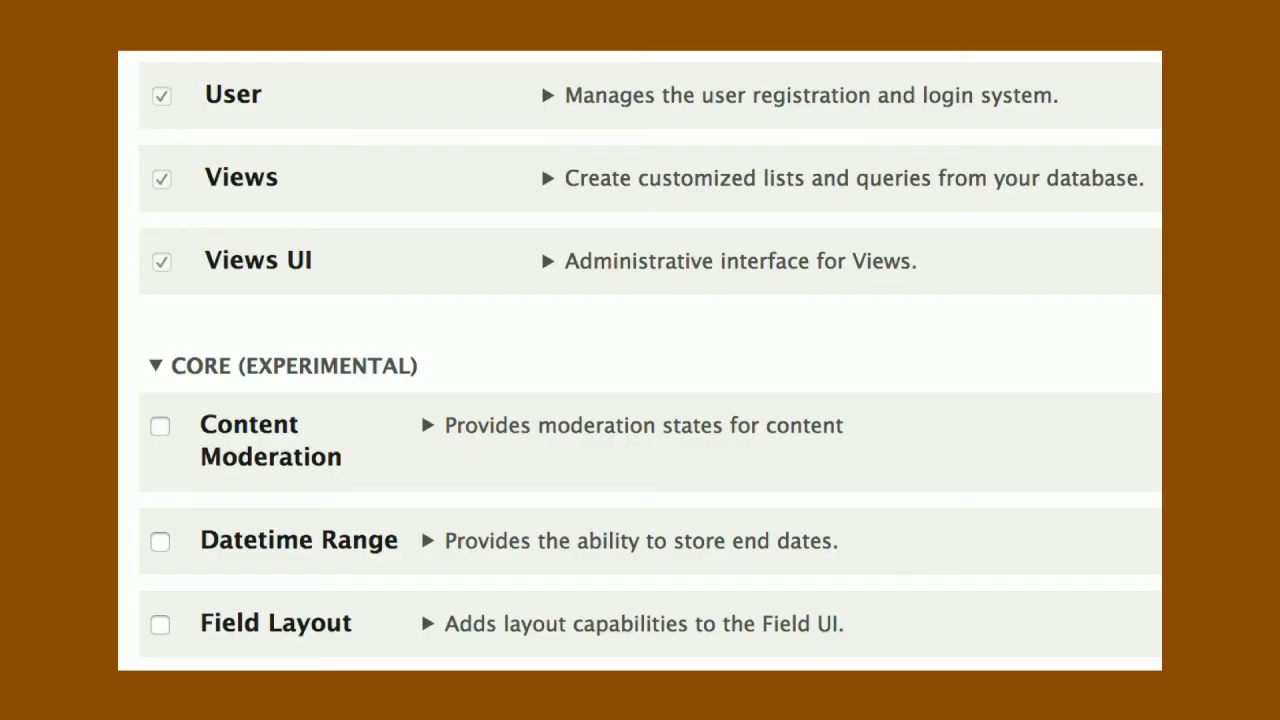 User
Manages the user registration and login system.
Views
Create customized lists and queries from your database.
Views UI
Administrative interface for Views.
CORE (EXPERIMENTAL)
Content
Moderation
Provides moderation states for content
Datetime Range
Provides the ability to store end dates.
Field Layout
Adds layout capabilities to the Field UI.